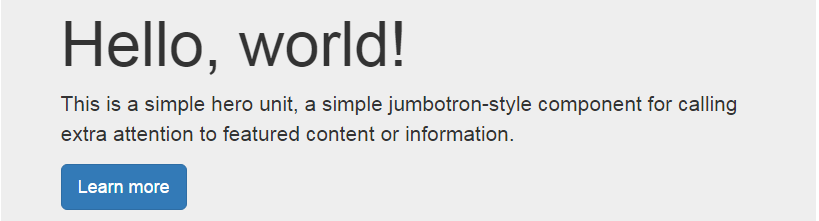 Hello, world!
This is a simple hero unit, a simple jumbotron-style component for calling
extra attention to featured content or information.
Learn more